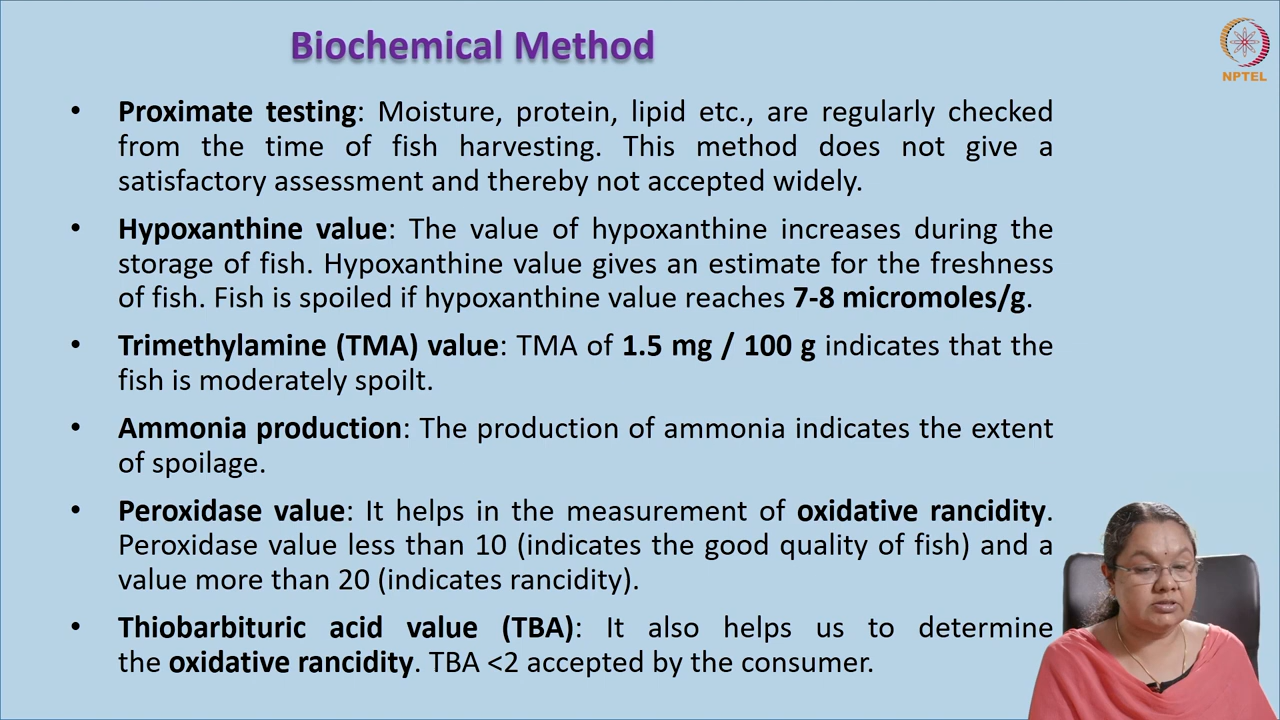 Biochemical Method
NPTEL
• Proximate testing: Moisture, protein, lipid etc., are regularly checked
from the time of fish harvesting. This method does not give a
satisfactory assessment and thereby not accepted widely.
• Hypoxanthine value: The value of hypoxanthine increases during the
storage of fish. Hypoxanthine value gives an estimate for the freshness
of fish. Fish is spoiled if hypoxanthine value reaches 7-8 micromoles/g.
• Trimethylamine (TMA) value: TMA of 1.5 mg / 100 g indicates that the
fish is moderately spoilt.
• Ammonia production: The production of ammonia indicates the extent
of spoilage.
• Peroxidase value: It helps in the measurement of oxidative rancidity.
Peroxidase value less than 10 (indicates the good quality of fish) and a
value more than 20 (indicates rancidity).
• Thiobarbituric acid value (TBA): It also helps us to determine
the oxidative rancidity. TBA <2 accepted by the consumer.